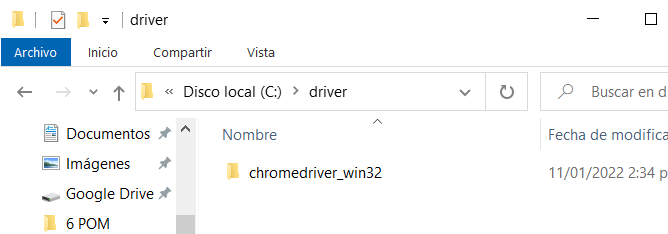 driver
Archivo Inicio Compartir Vista
« Disco local (C:) > driver
Buscar en d
Documentos
Imágenes
Google Drive
6 POM
Nombre Fecha de modifica
chromedriver_win32 11/01/2022 2:34 p